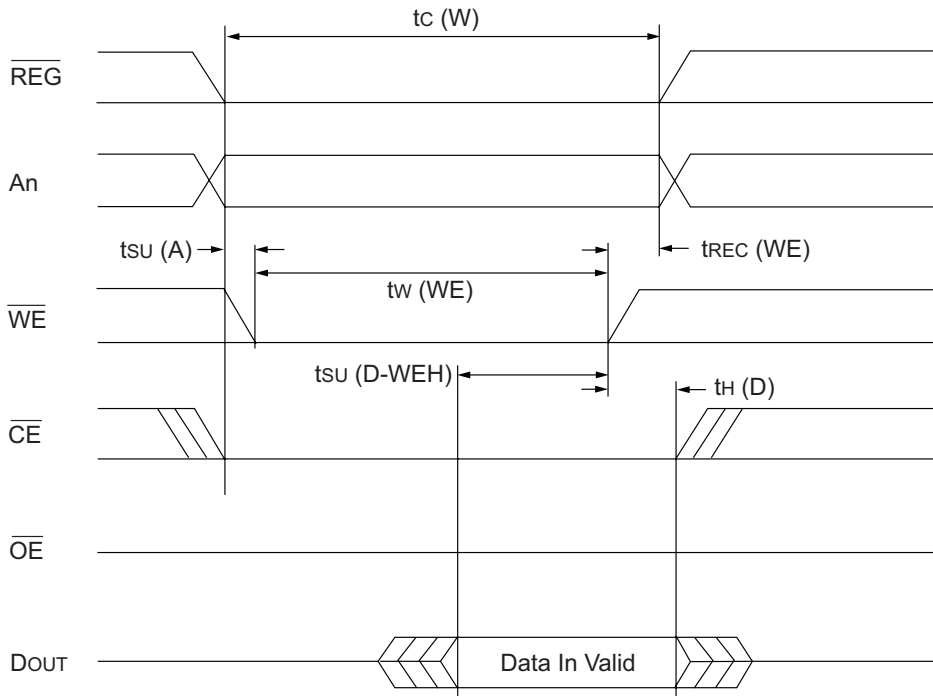 tC (W)
REG
An
tSU (A)
tREC (WE)
tW (WE)
WE
tSU (D-WEH)
tH (D)
CE
OE
DOUT
Data In Valid